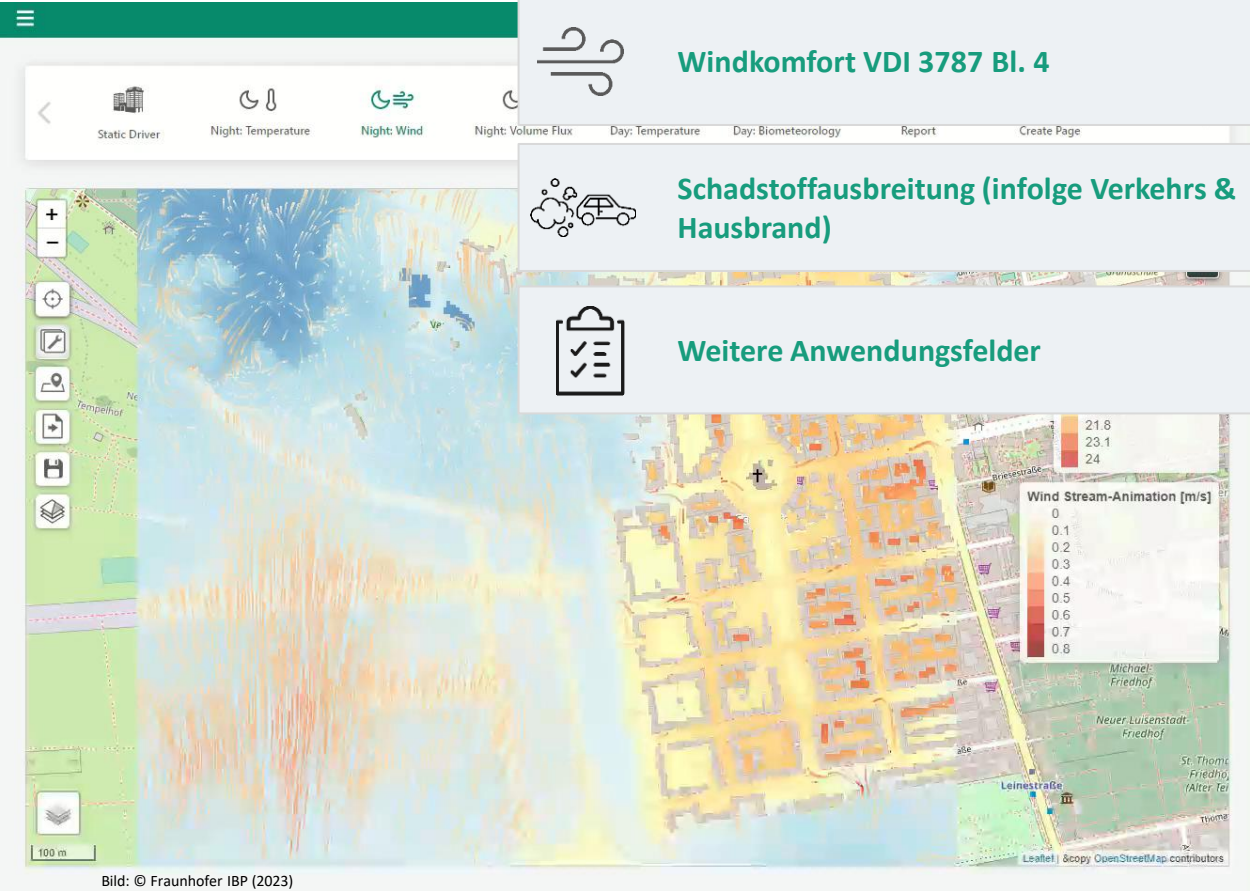 Windkomfort VDI 3787 Bl. 4
Static Driver
Night: Temperature
Night: Wind
Night: Volume Flux
Day: Temperature
Day: Biometeorology
Report
Create Page
Schadstoffausbreitung (infolge Verkehrs &
Hausbrand)
+
−
Weitere Anwendungsfelder
Tempelhof
21.8
23.1
24
Briesestraße
Wind Stream-Animation [m/s]
0
0.1
0.2
0.3
0.4
0.5
0.6
0.7
0.8
Michael-
Friedhof
Neuer-Luisenstadt-
Friedhof
St. Thoma
Friedho
(Alter Tei
Leinestraße
Thoma
100 m
Leaflet | &copy OpenStreetMap contributors
Bild: © Fraunhofer IBP (2023)